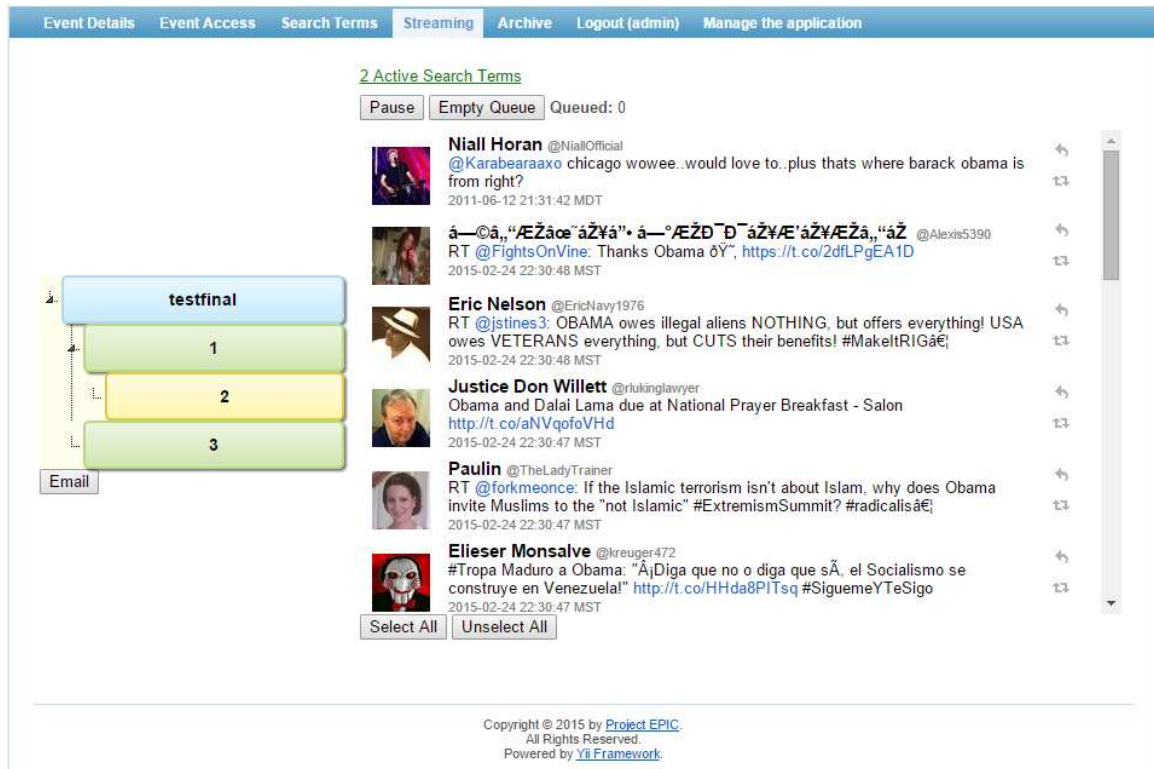 Event Details Event Access Search Terms Streaming Archive Logout (admin) Manage the application
2 Active Search Terms
Pause Empty Queue Queued: 0
Niall Horan @NiallOfficial
@Karabearaaxo chicago wowee..would love to..plus thats where barack obama is
from right?
2011-06-12 21:31:42 MDT
@Alexis5390
RT @FightsOnVine: Thanks Obama ðŸ˜‚ https://t.co/2dfLPgEA1D
2015-02-24 22:30:48 MST
Eric Nelson @EricNavy1976
RT @jstines3: OBAMA owes illegal aliens NOTHING, but offers everything! USA
owes VETERANS everything, but CUTS their benefits! #MakeItRIGâ€¦
2015-02-24 22:30:48 MST
Justice Don Willett @rlukinglawyer
Obama and Dalai Lama due at National Prayer Breakfast - Salon
http://t.co/aNVqofoVHd
2015-02-24 22:30:47 MST
Paulin @TheLadyTrainer
RT @forkmeonce: If the Islamic terrorism isn't about Islam, why does Obama
invite Muslims to the "not Islamic" #ExtremismSummit? #radicalisâ€¦
2015-02-24 22:30:47 MST
Elieser Monsalve @kreuger472
#Tropa Maduro a Obama: "Â¡Diga que no o diga que sÃ, el Socialismo se
construye en Venezuela!" http://t.co/HHda8PITsq #SiguemeYTeSigo
2015-02-24 22:30:47 MST
Select All Unselect All
testfinal
1
2
3
Email
Copyright © 2015 by Project EPIC.
All Rights Reserved.
Powered by Yii Framework.